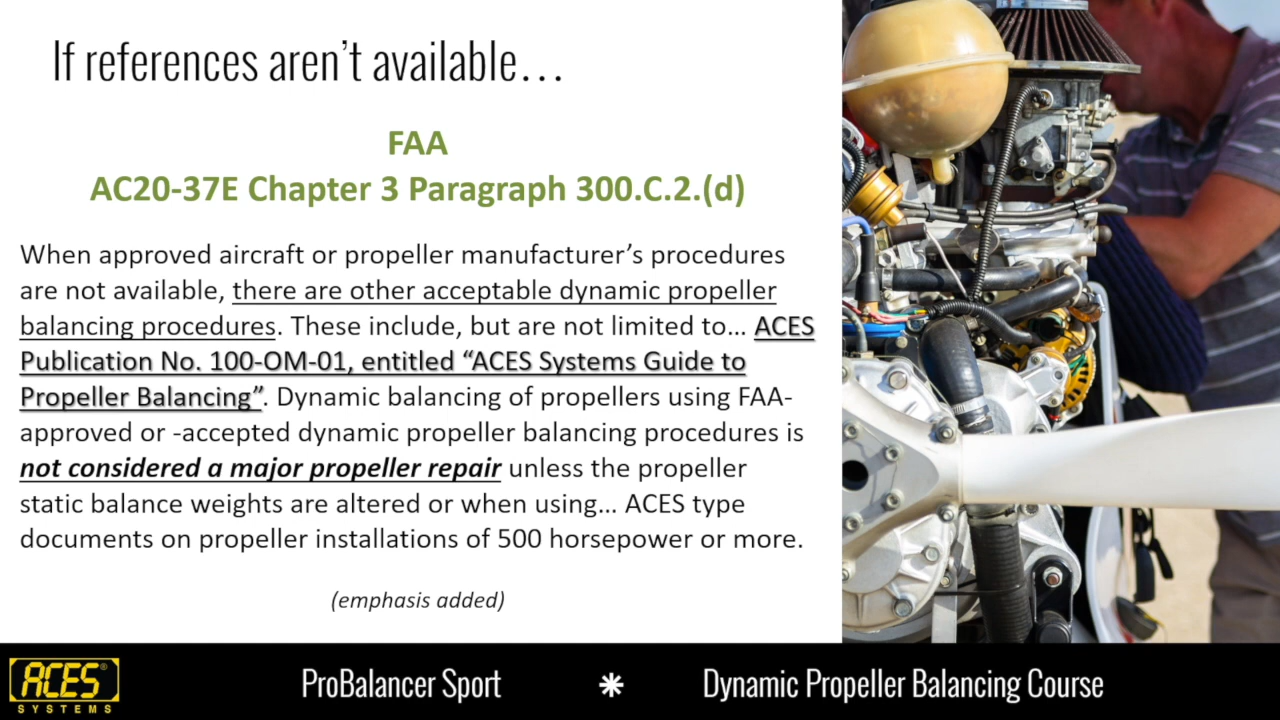 If references aren’t available…
FAA
AC20-37E Chapter 3 Paragraph 300.C.2.(d)
When approved aircraft or propeller manufacturer’s procedures
are not available, there are other acceptable dynamic propeller
balancing procedures. These include, but are not limited to… ACES
Publication No. 100-OM-01, entitled “ACES Systems Guide to
Propeller Balancing”. Dynamic balancing of propellers using FAA-
approved or -accepted dynamic propeller balancing procedures is
not considered a major propeller repair unless the propeller
static balance weights are altered or when using… ACES type
documents on propeller installations of 500 horsepower or more.
(emphasis added)
ACES®
SYSTEMS
ProBalancer Sport * Dynamic Propeller Balancing Course